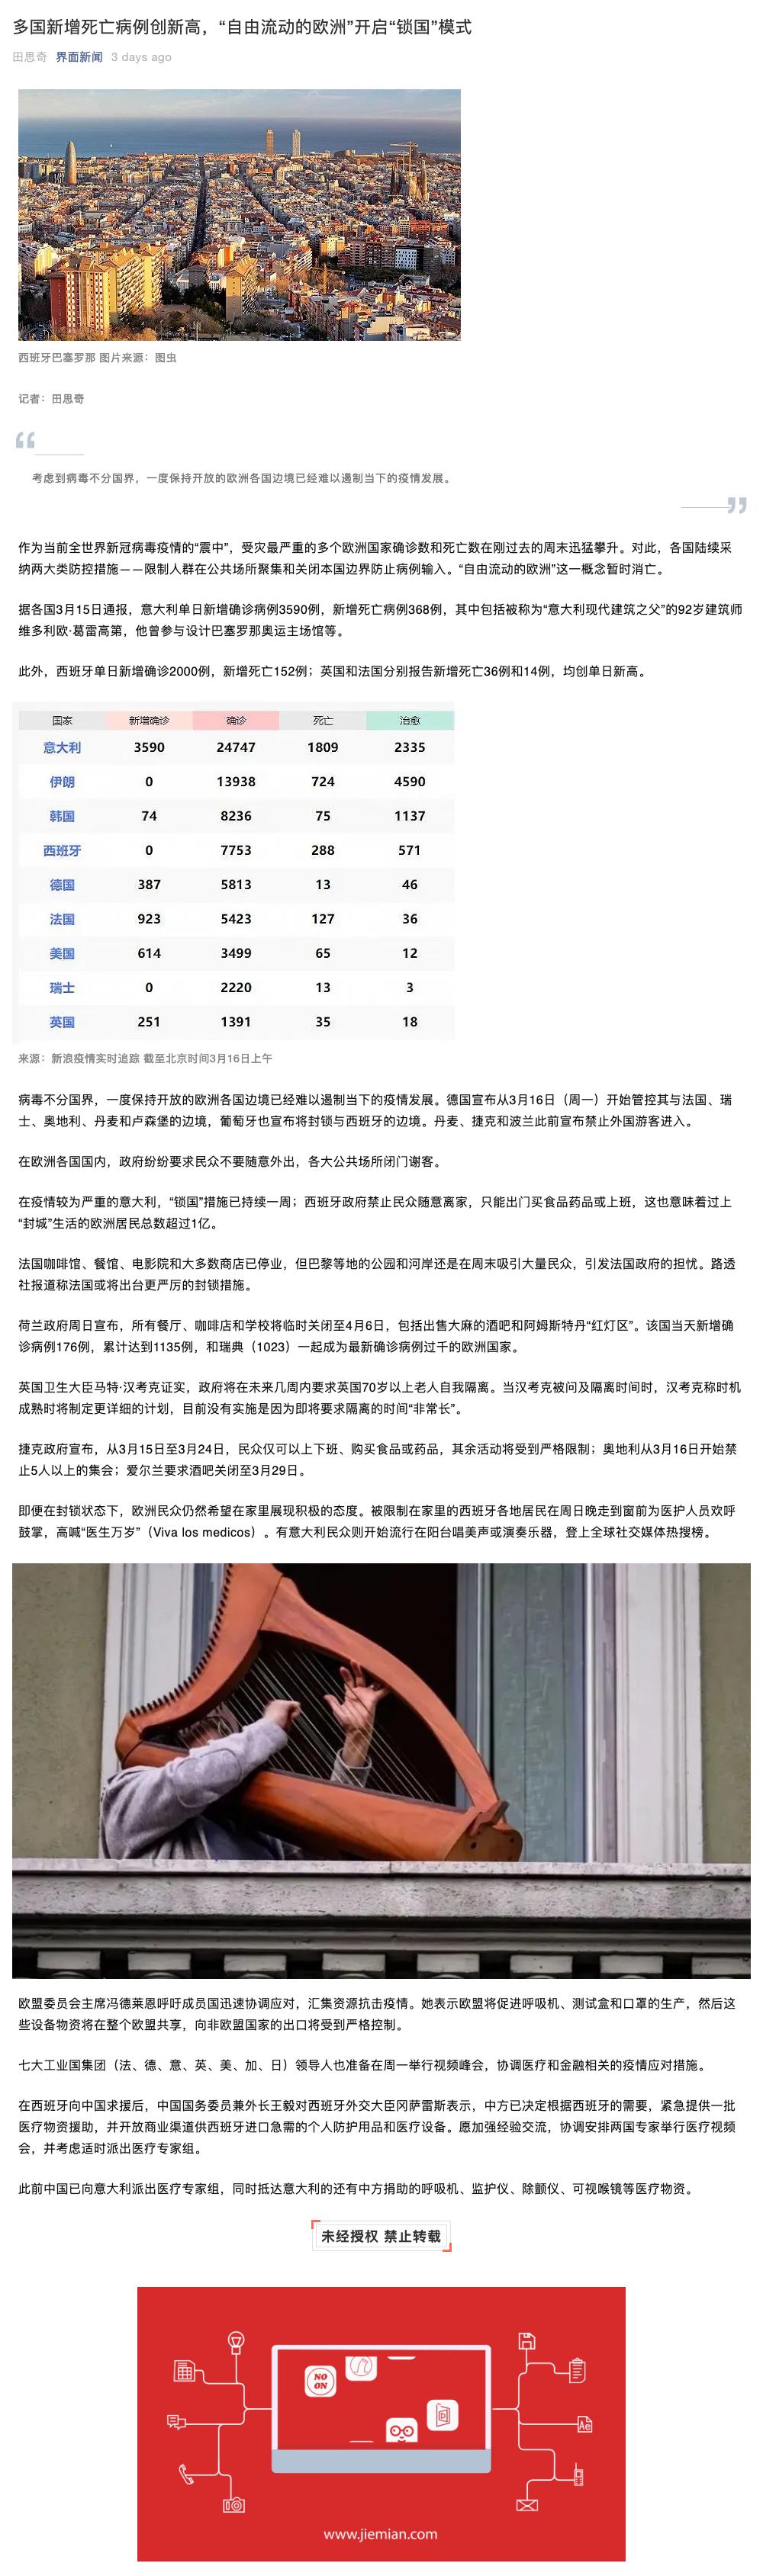 多国新增死亡病例创新高，“自由流动的欧洲”开启“锁国”模式
田思奇 界面新闻 3 days ago
西班牙巴塞罗那 图片来源：图虫
记者：田思奇
“
考虑到病毒不分国界，一度保持开放的欧洲各国边境已经难以遏制当下的疫情发展。
”
作为当前全世界新冠病毒疫情的“震中”，受灾最严重的多个欧洲国家确诊数和死亡数在刚过去的周末迅猛攀升。对此，各国陆续采
纳两大类防控措施——限制人群在公共场所聚集和关闭本国边界防止病例输入。“自由流动的欧洲”这一概念暂时消亡。
据各国3月15日通报，意大利单日新增确诊病例3590例，新增死亡病例368例，其中包括被称为“意大利现代建筑之父”的92岁建筑师
维多利欧·葛雷高第，他曾参与设计巴塞罗那奥运主场馆等。
此外，西班牙单日新增确诊2000例，新增死亡152例；英国和法国分别报告新增死亡36例和14例，均创单日新高。
国家 新增确诊 确诊 死亡 治愈
意大利 3590 24747 1809 2335
伊朗 0 13938 724 4590
韩国 74 8236 75 1137
西班牙 0 7753 288 571
德国 387 5813 13 46
法国 923 5423 127 36
美国 614 3499 65 12
瑞士 0 2220 13 3
英国 251 1391 35 18
来源：新浪疫情实时追踪 截至北京时间3月16日上午
病毒不分国界，一度保持开放的欧洲各国边境已经难以遏制当下的疫情发展。德国宣布从3月16日（周一）开始管控其与法国、瑞
士、奥地利、丹麦和卢森堡的边境，葡萄牙也宣布将封锁与西班牙的边境。丹麦、捷克和波兰此前宣布禁止外国游客进入。
在欧洲各国国内，政府纷纷要求民众不要随意外出，各大公共场所闭门谢客。
在疫情较为严重的意大利，“锁国”措施已持续一周；西班牙政府禁止民众随意离家，只能出门买食品药品或上班，这也意味着过上
“封城”生活的欧洲居民总数超过1亿。
法国咖啡馆、餐馆、电影院和大多数商店已停业，但巴黎等地的公园和河岸还是在周末吸引大量民众，引发法国政府的担忧。路透
社报道称法国或将出台更严厉的封锁措施。
荷兰政府周日宣布，所有餐厅、咖啡店和学校将临时关闭至4月6日，包括出售大麻的酒吧和阿姆斯特丹“红灯区”。该国当天新增确
诊病例176例，累计达到1135例，和瑞典（1023）一起成为最新确诊病例过千的欧洲国家。
英国卫生大臣马特·汉考克证实，政府将在未来几周内要求英国70岁以上老人自我隔离。当汉考克被问及隔离时间时，汉考克称时机
成熟时将制定更详细的计划，目前没有实施是因为即将要求隔离的时间“非常长”。
捷克政府宣布，从3月15日至3月24日，民众仅可以上下班、购买食品或药品，其余活动将受到严格限制；奥地利从3月16日开始禁
止5人以上的集会；爱尔兰要求酒吧关闭至3月29日。
即便在封锁状态下，欧洲民众仍然希望在家里展现积极的态度。被限制在家里的西班牙各地居民在周日晚走到窗前为医护人员欢呼
鼓掌，高喊“医生万岁”（Viva los medicos）。有意大利民众则开始流行在阳台唱美声或演奏乐器，登上全球社交媒体热搜榜。
欧盟委员会主席冯德莱恩呼吁成员国迅速协调应对，汇集资源抗击疫情。她表示欧盟将促进呼吸机、测试盒和口罩的生产，然后这
些设备物资将在整个欧盟共享，向非欧盟国家的出口将受到严格控制。
七大工业国集团（法、德、意、英、美、加、日）领导人也准备在周一举行视频峰会，协调医疗和金融相关的疫情应对措施。
在西班牙向中国求援后，中国国务委员兼外长王毅对西班牙外交大臣冈萨雷斯表示，中方已决定根据西班牙的需要，紧急提供一批
医疗物资援助，并开放商业渠道供西班牙进口急需的个人防护用品和医疗设备。愿加强经验交流，协调安排两国专家举行医疗视频
会，并考虑适时派出医疗专家组。
此前中国已向意大利派出医疗专家组，同时抵达意大利的还有中方捐助的呼吸机、监护仪、除颤仪、可视喉镜等医疗物资。
未经授权 禁止转载
NO
ON
Ae
www.jiemian.com